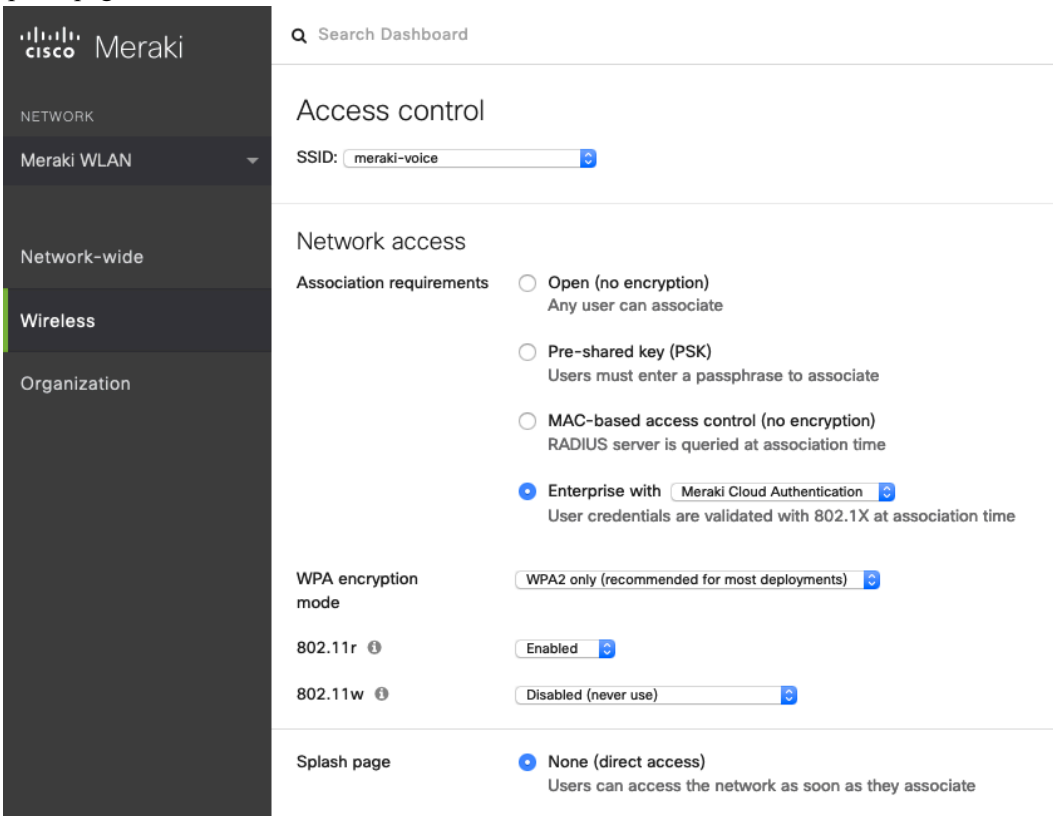 cisco Meraki
Search Dashboard
NETWORK
Meraki WLAN
Network-wide
Wireless
Organization
Access control
SSID: meraki-voice
Network access
Association requirements
Open (no encryption)
Any user can associate
Pre-shared key (PSK)
Users must enter a passphrase to associate
MAC-based access control (no encryption)
RADIUS server is queried at association time
Enterprise with Meraki Cloud Authentication
User credentials are validated with 802.1X at association time
WPA encryption
mode
WPA2 only (recommended for most deployments)
802.11r Enabled
802.11w Disabled (never use)
Splash page
None (direct access)
Users can access the network as soon as they associate